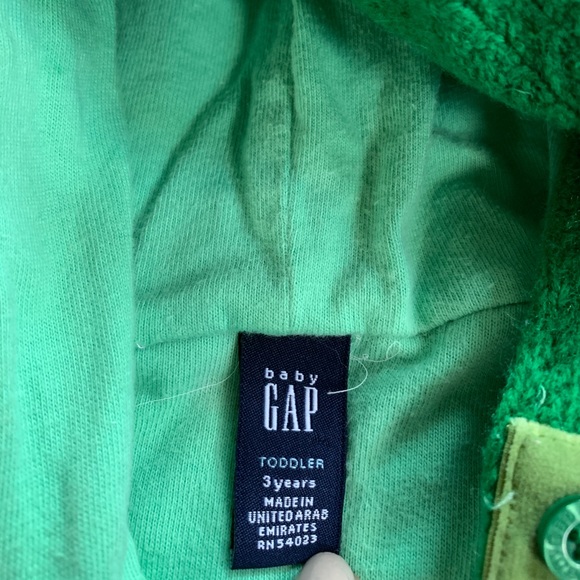 baby
GAP
TODDLER
3 years
MADE IN
UNITED ARAB
EMIRATES
RN 54023